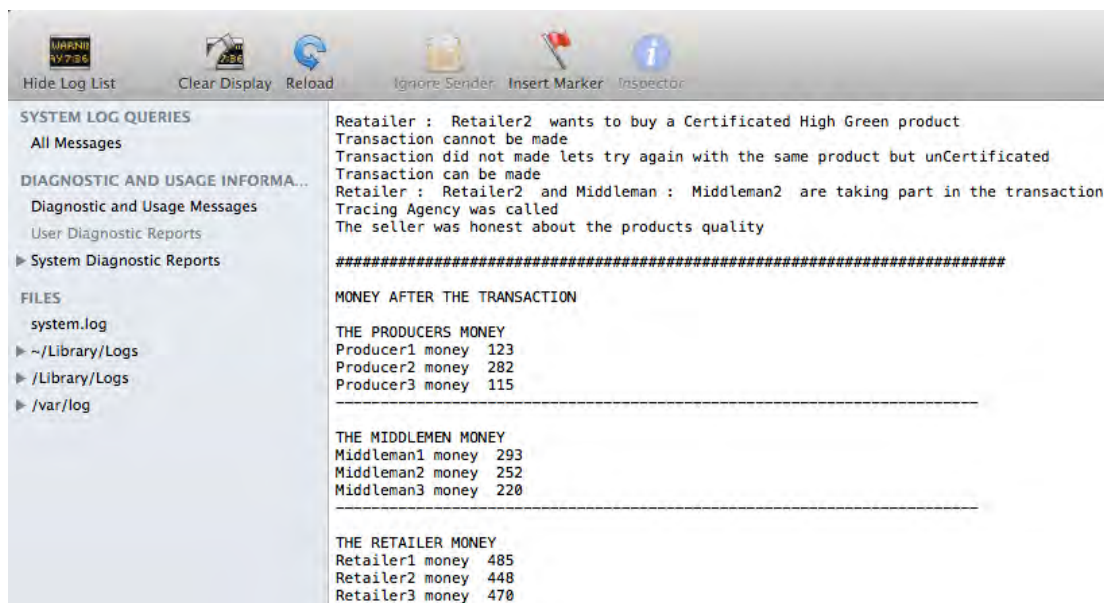 WARNIN
AY 7:86
7:86
Hide Log List
Clear Display
Reload
Ignore Sender
Insert Marker
Inspector
SYSTEM LOG QUERIES
All Messages
DIAGNOSTIC AND USAGE INFORMA...
Diagnostic and Usage Messages
User Diagnostic Reports
System Diagnostic Reports
FILES
system.log
~/Library/Logs
/Library/Logs
/var/log
Reatailer :  Retailer2  wants to buy a Certificated High Green product
Transaction cannot be made
Transaction did not made lets try again with the same product but unCertificated
Transaction can be made
Retailer :  Retailer2  and Middleman :  Middleman2  are taking part in the transaction
Tracing Agency was called
The seller was honest about the products quality
###########################################################################
MONEY AFTER THE TRANSACTION
THE PRODUCERS MONEY
Producer1 money  123
Producer2 money  282
Producer3 money  115
------------------------------------------------------------------------
THE MIDDLEMEN MONEY
Middleman1 money  293
Middleman2 money  252
Middleman3 money  220
------------------------------------------------------------------------
THE RETAILER MONEY
Retailer1 money  485
Retailer2 money  448
Retailer3 money  470